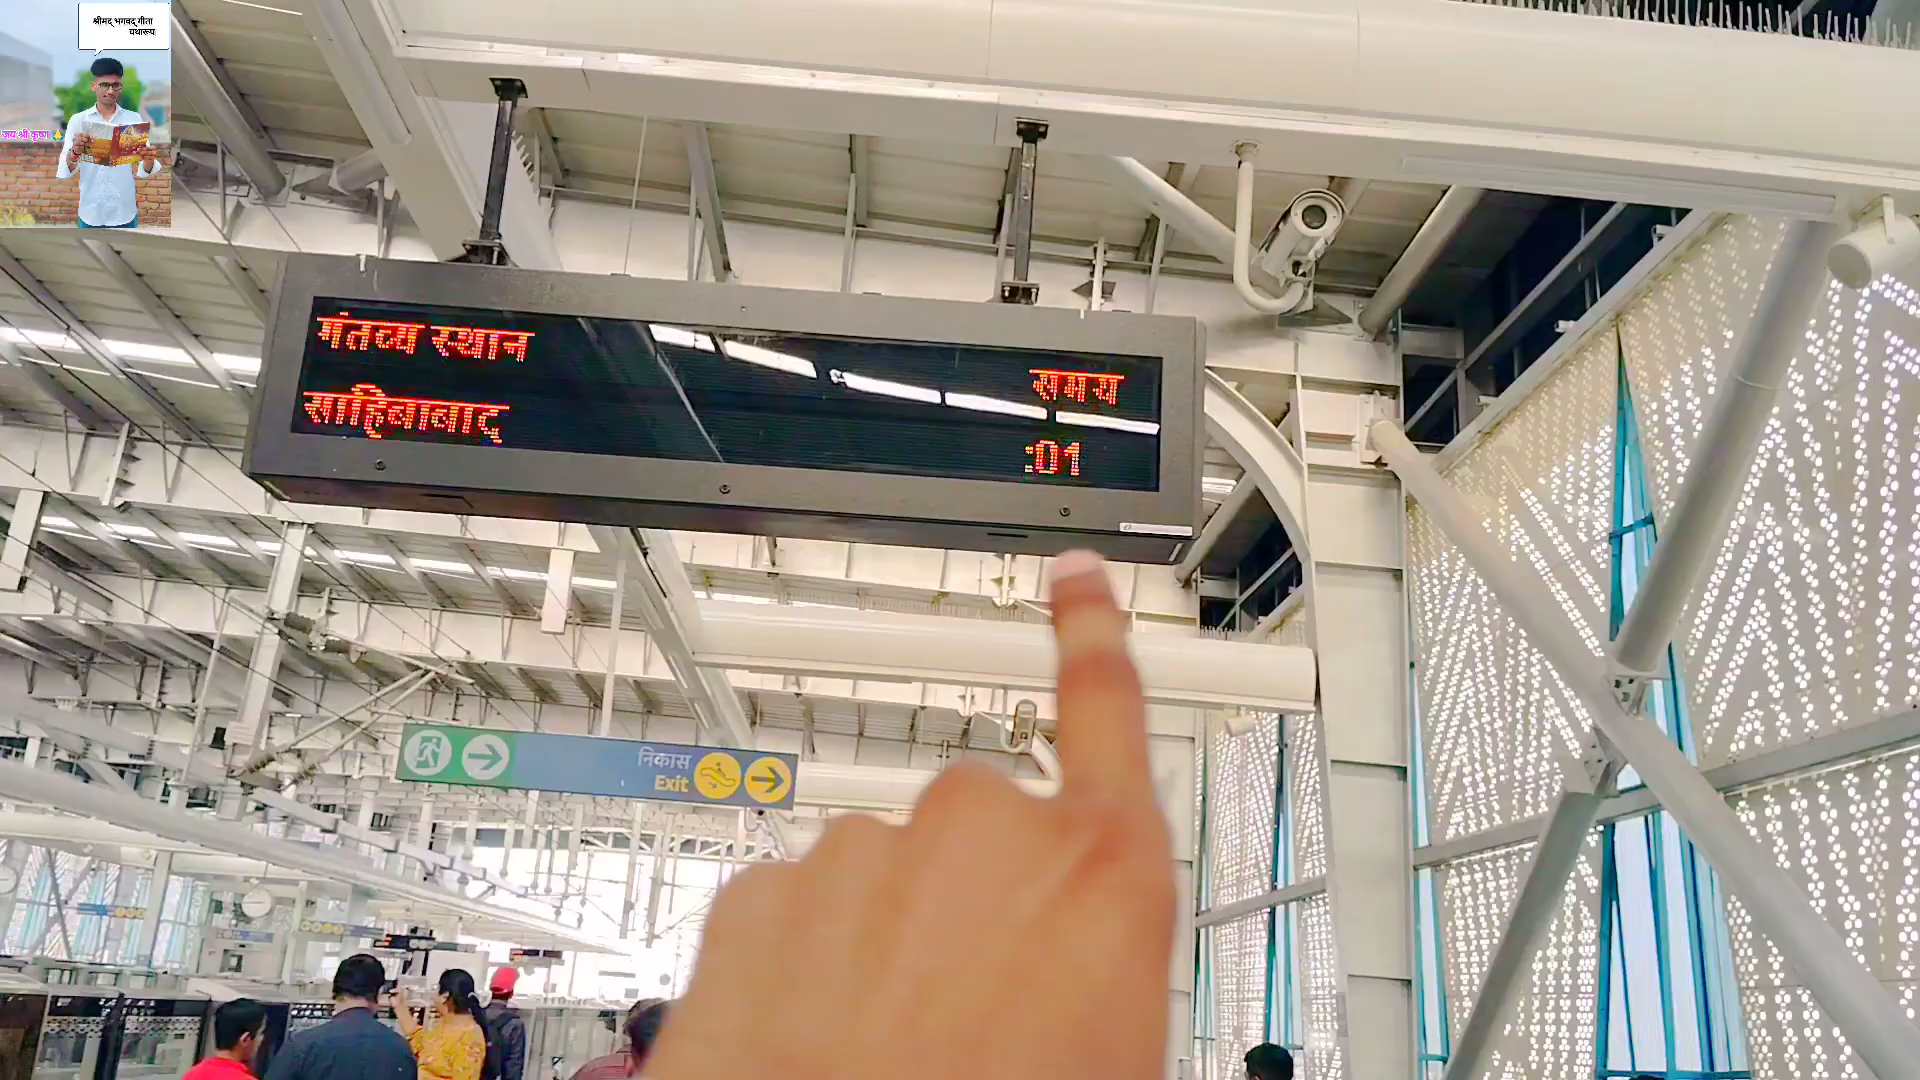 श्रीमद् भगवद् गीता
यथारूप
जय श्री कृष्ण
गंतव्य स्थान
समय
साहिबाबाद
:01
निकास
Exit